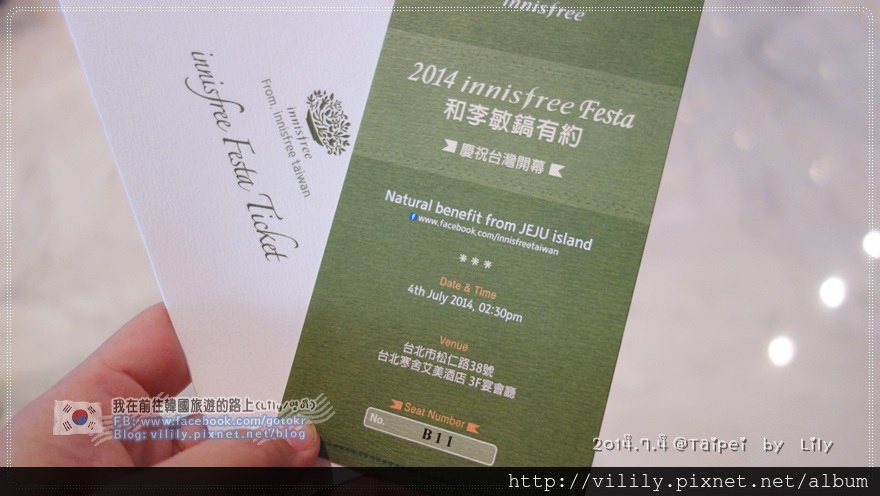 innisfree
2014 innisfree Festa
和李敏鎬有約
慶祝台灣開幕
Natural benefit from JEJU island
www.facebook.com/innisfreetaiwan
***
Date & Time
4th July 2014, 02:30pm
Venue
台北市松仁路38號
台北寒舍艾美酒店 3F宴會廳
Seat Number
No. B11
innisfree
From. innisfree taiwan
innisfree Festa Ticket
我在前往韓國旅遊的路上(Lily/婀莉)
FB: www.facebook.com/gotokr
Blog: vilily.pixnet.net/blog
2014.7.4 @Taipei by Lily
http://vilily.pixnet.net/album